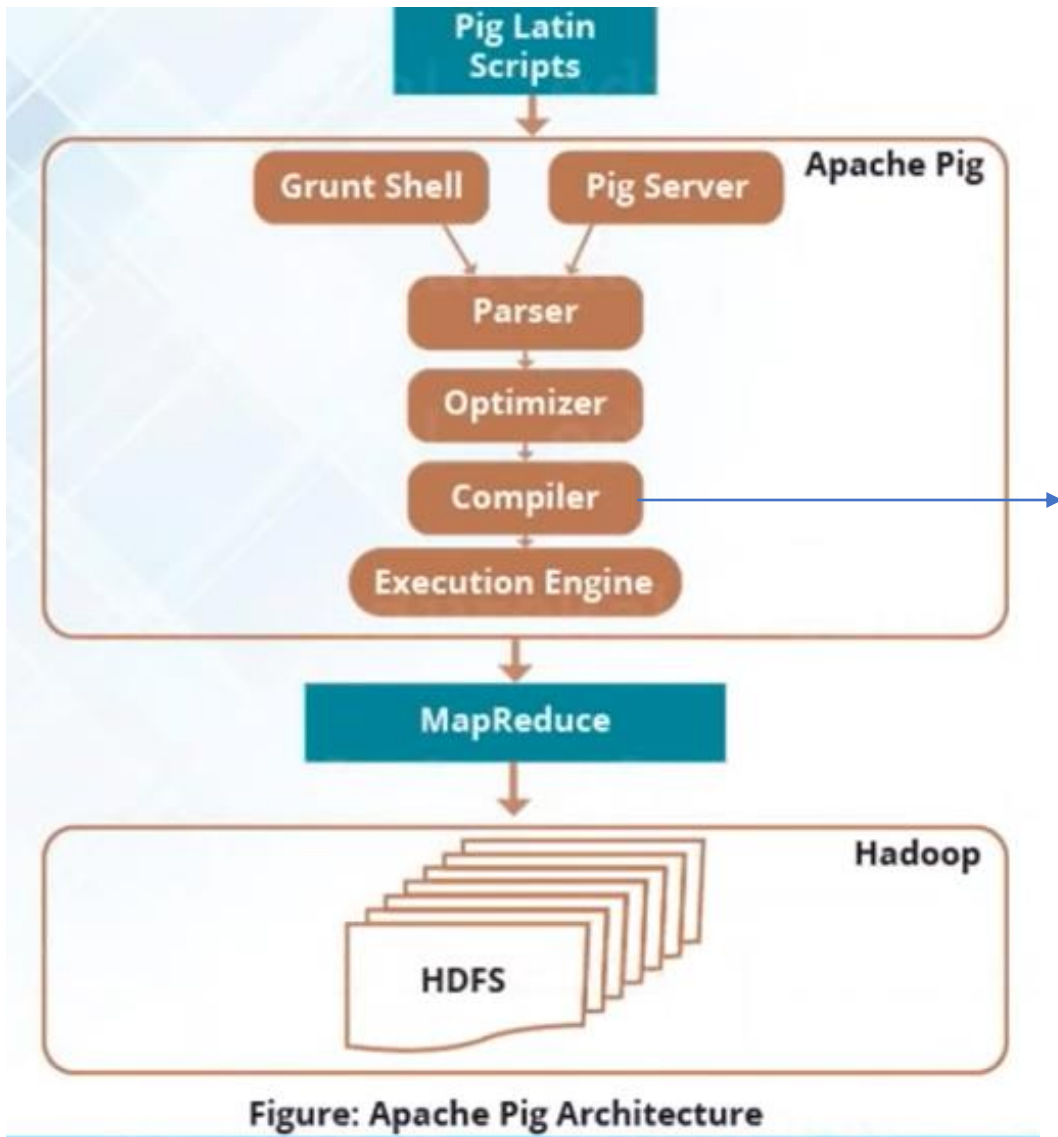 Pig Latin
Scripts
Apache Pig
Grunt Shell
Pig Server
Parser
Optimizer
Compiler
Execution Engine
MapReduce
Hadoop
HDFS
Figure: Apache Pig Architecture